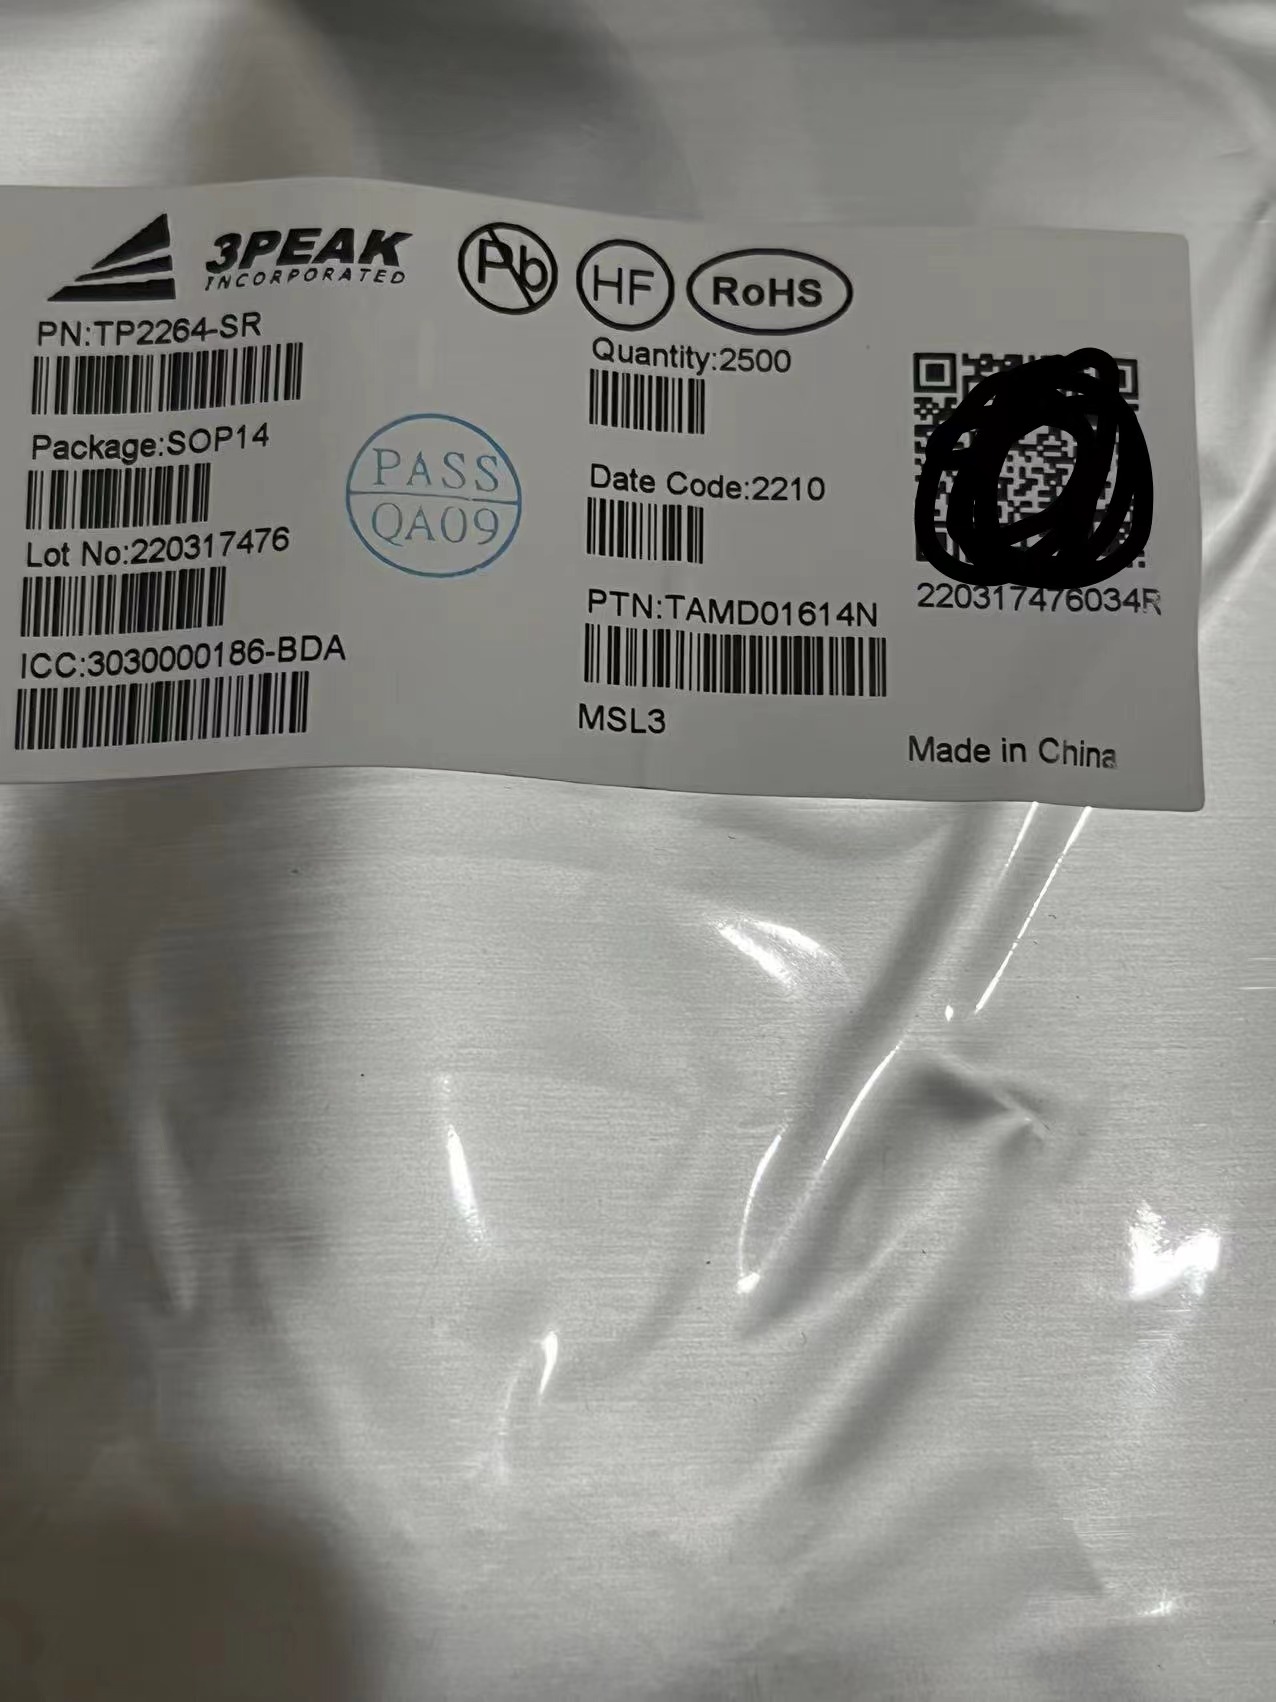 3PEAK
INCORPORATED
Pb
HF
RoHS
PN:TP2264-SR
Package:SOP14
Lot No:220317476
ICC:3030000186-BDA
PASS
QA09
Quantity:2500
Date Code:2210
PTN:TAMD01614N
MSL3
220317476034R
Made in China